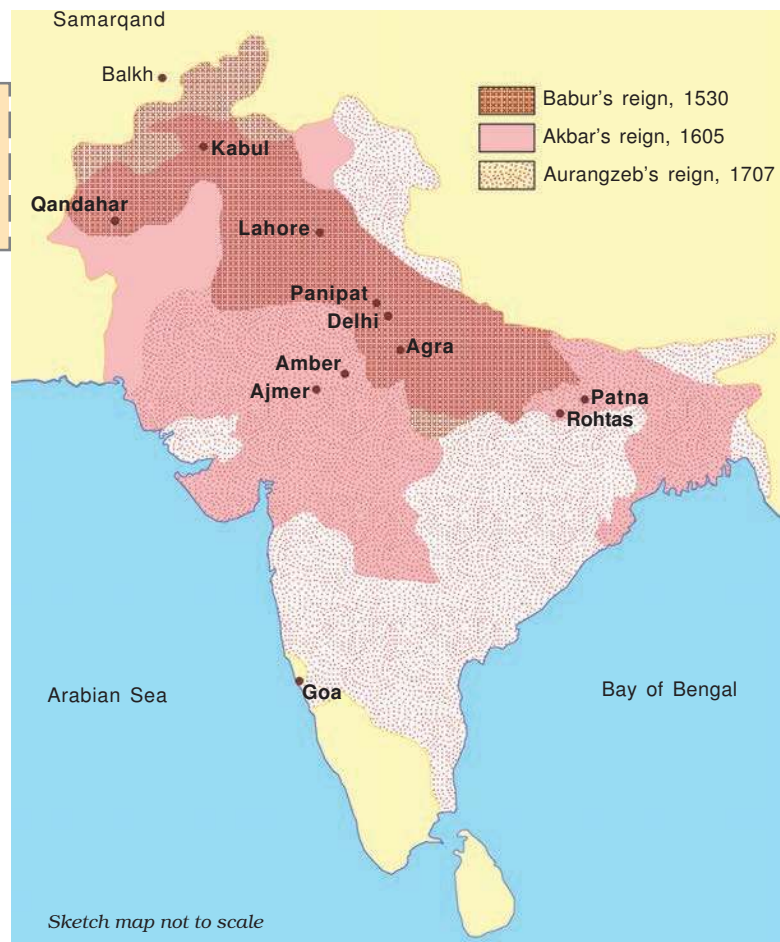 Samarqand
Balkh
Babur's reign, 1530
Akbar's reign, 1605
Aurangzeb's reign, 1707
Kabul
Qandahar
Lahore
Panipat
Delhi
Agra
Amber
Ajmer
Patna
Rohtas
Goa
Arabian Sea
Bay of Bengal
Sketch map not to scale